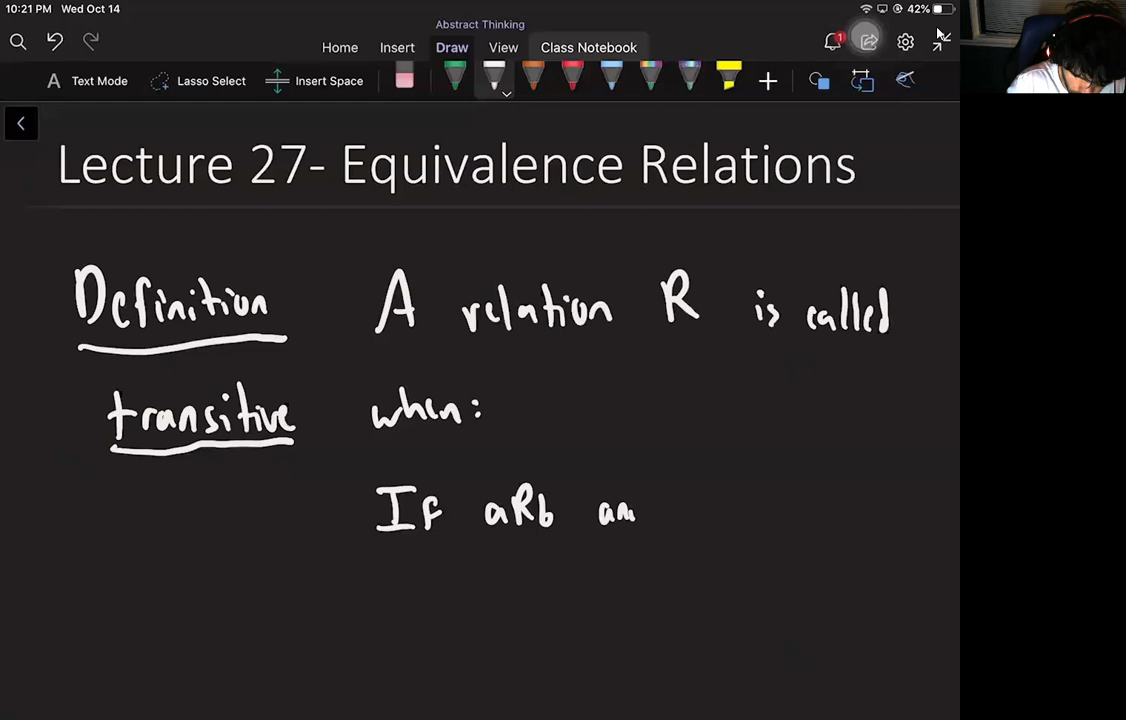 10:21 PM Wed Oct 14
42%
Abstract Thinking
Home Insert Draw View Class Notebook
1
A Text Mode Lasso Select Insert Space
Lecture 27- Equivalence Relations
Definition A relation R is called
transitive when:
If aRb an